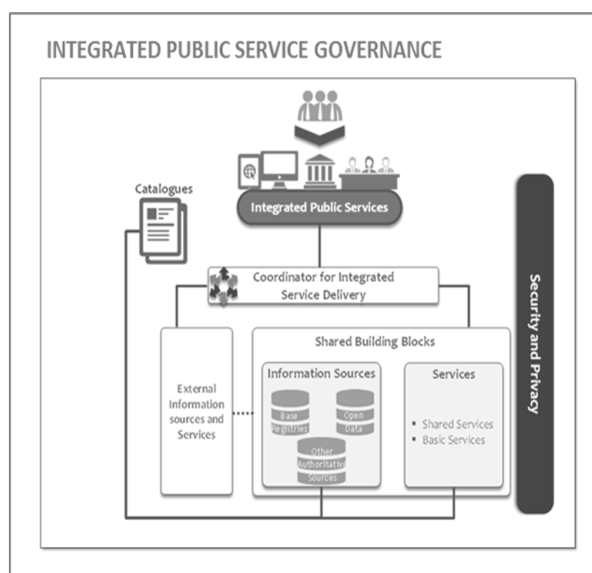 INTEGRATED PUBLIC SERVICE GOVERNANCE
Catalogues
Integrated Public Services
Coordinator for Integrated
Service Delivery
External
Information
sources and
Services
Shared Building Blocks
Information Sources
Base
Registries
Open
Data
Other
Authoritative
Sources
Services
Shared Services
Basic Services
Security and Privacy